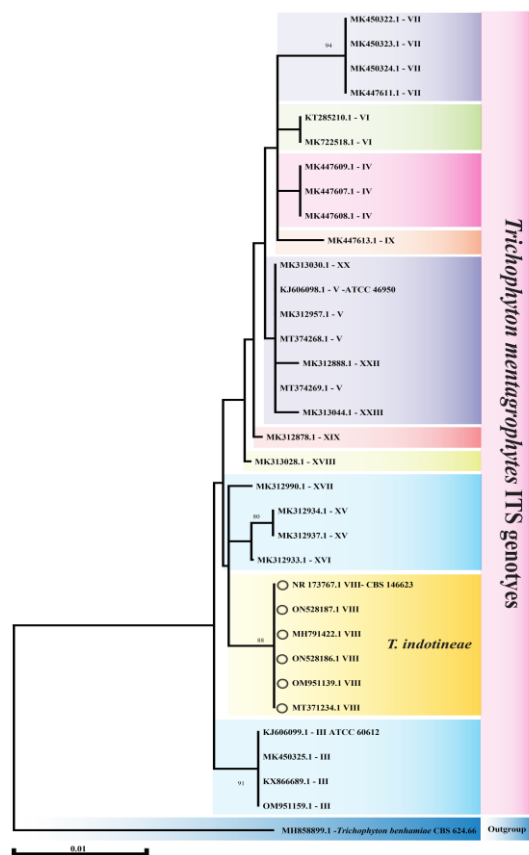 94
MK450322.1 - VII
MK450323.1 - VII
MK450324.1 - VII
MK447611.1 - VII
KT285210.1 - VI
MK722518.1 - VI
MK447609.1 - IV
MK447607.1 - IV
MK447608.1 - IV
MK447613.1 - IX
MK313030.1 - XX
KJ606098.1 - V -ATCC 46950
MK312957.1 - V
MT374268.1 - V
MK312888.1 - XXII
MT374269.1 - V
MK313044.1 - XXIII
MK312878.1 - XIX
MK313028.1 - XVIII
MK312990.1 - XVII
80
MK312934.1 - XV
MK312937.1 - XV
MK312933.1 - XVI
88
NR 173767.1 VIII- CBS 146623
ON528187.1 VIII
MH791422.1 VIII
ON528186.1 VIII
OM951139.1 VIII
MT371234.1 VIII
T. indotineae
91
KJ606099.1 - III ATCC 60612
MK450325.1 - III
KX866689.1 - III
OM951159.1 - III
MH858899.1 -Trichophyton benhamiae CBS 624.66
Outgroup
Trichophyton mentagrophytes ITS genotyes
0.01